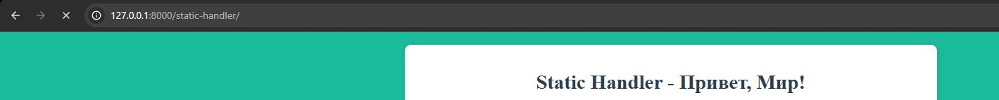 127.0.0.1:8000/static-handler/
Static Handler - Привет, Мир!